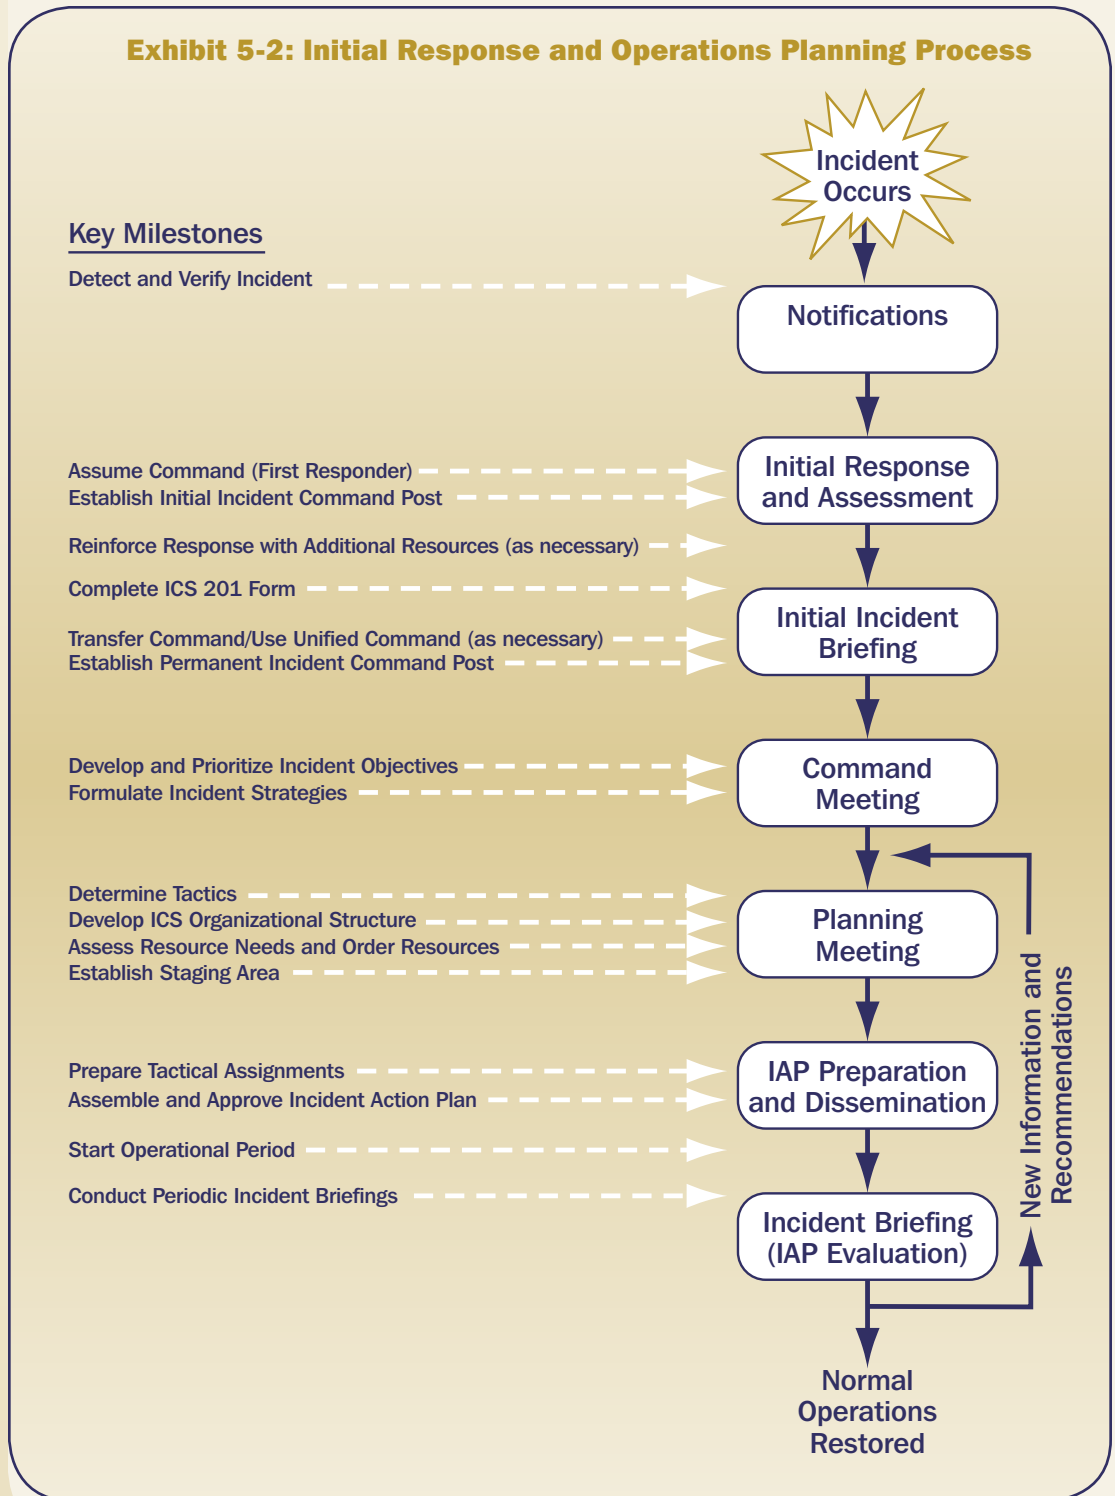 Exhibit 5-2: Initial Response and Operations Planning Process
Incident
Occurs
Key Milestones
Detect and Verify Incident
Notifications
Assume Command (First Responder)
Establish Initial Incident Command Post
Initial Response
and Assessment
Reinforce Response with Additional Resources (as necessary)
Complete ICS 201 Form
Initial Incident
Briefing
Transfer Command/Use Unified Command (as necessary)
Establish Permanent Incident Command Post
Develop and Prioritize Incident Objectives
Formulate Incident Strategies
Command
Meeting
Determine Tactics
Develop ICS Organizational Structure
Assess Resource Needs and Order Resources
Establish Staging Area
Planning
Meeting
New Information and
Recommendations
Prepare Tactical Assignments
Assemble and Approve Incident Action Plan
IAP Preparation
and Dissemination
Start Operational Period
Conduct Periodic Incident Briefings
Incident Briefing
(IAP Evaluation)
Normal
Operations
Restored